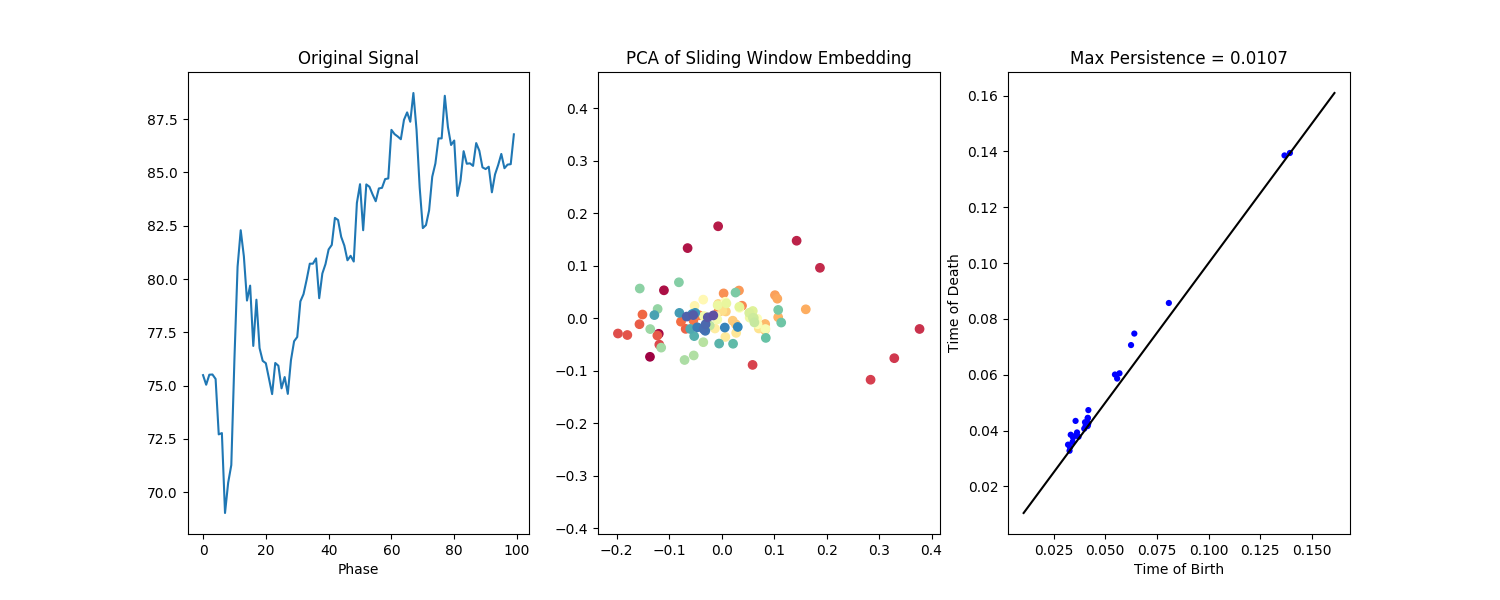 Original Signal
87.5
85.0
82.5
80.0
77.5
75.0
72.5
70.0
0 20 40 60 80 100
Phase
PCA of Sliding Window Embedding
0.4
0.3
0.2
0.1
0.0
−0.1
−0.2
−0.3
−0.4
−0.2 −0.1 0.0 0.1 0.2 0.3 0.4
Max Persistence = 0.0107
Time of Death
0.16
0.14
0.12
0.10
0.08
0.06
0.04
0.02
0.025 0.050 0.075 0.100 0.125 0.150
Time of Birth